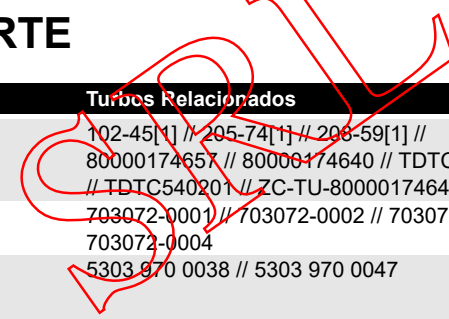 RTE
Turbos Relacionados
102-45[1] // 205-74[1] // 208-59[1] //
80000174657 // 80000174640 // TDTC
// TDTC540201 // ZC-TU-8000017464
703072-0001 // 703072-0002 // 70307
703072-0004
5303 970 0038 // 5303 970 0047
SRL